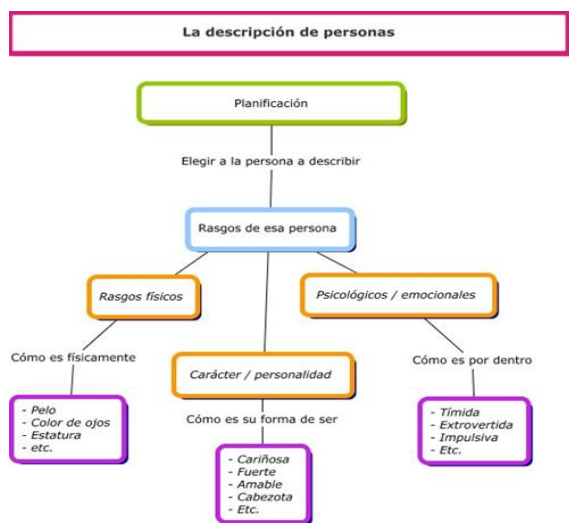 La descripción de personas
Planificación
Elegir a la persona a describir
Rasgos de esa persona
Rasgos físicos
Psicológicos / emocionales
Cómo es físicamente
Carácter / personalidad
Cómo es por dentro
- Pelo
- Color de ojos
- Estatura
- etc.
Cómo es su forma de ser
- Tímida
- Extrovertida
- Impulsiva
- Etc.
- Cariñosa
- Fuerte
- Amable
- Cabezota
- Etc.